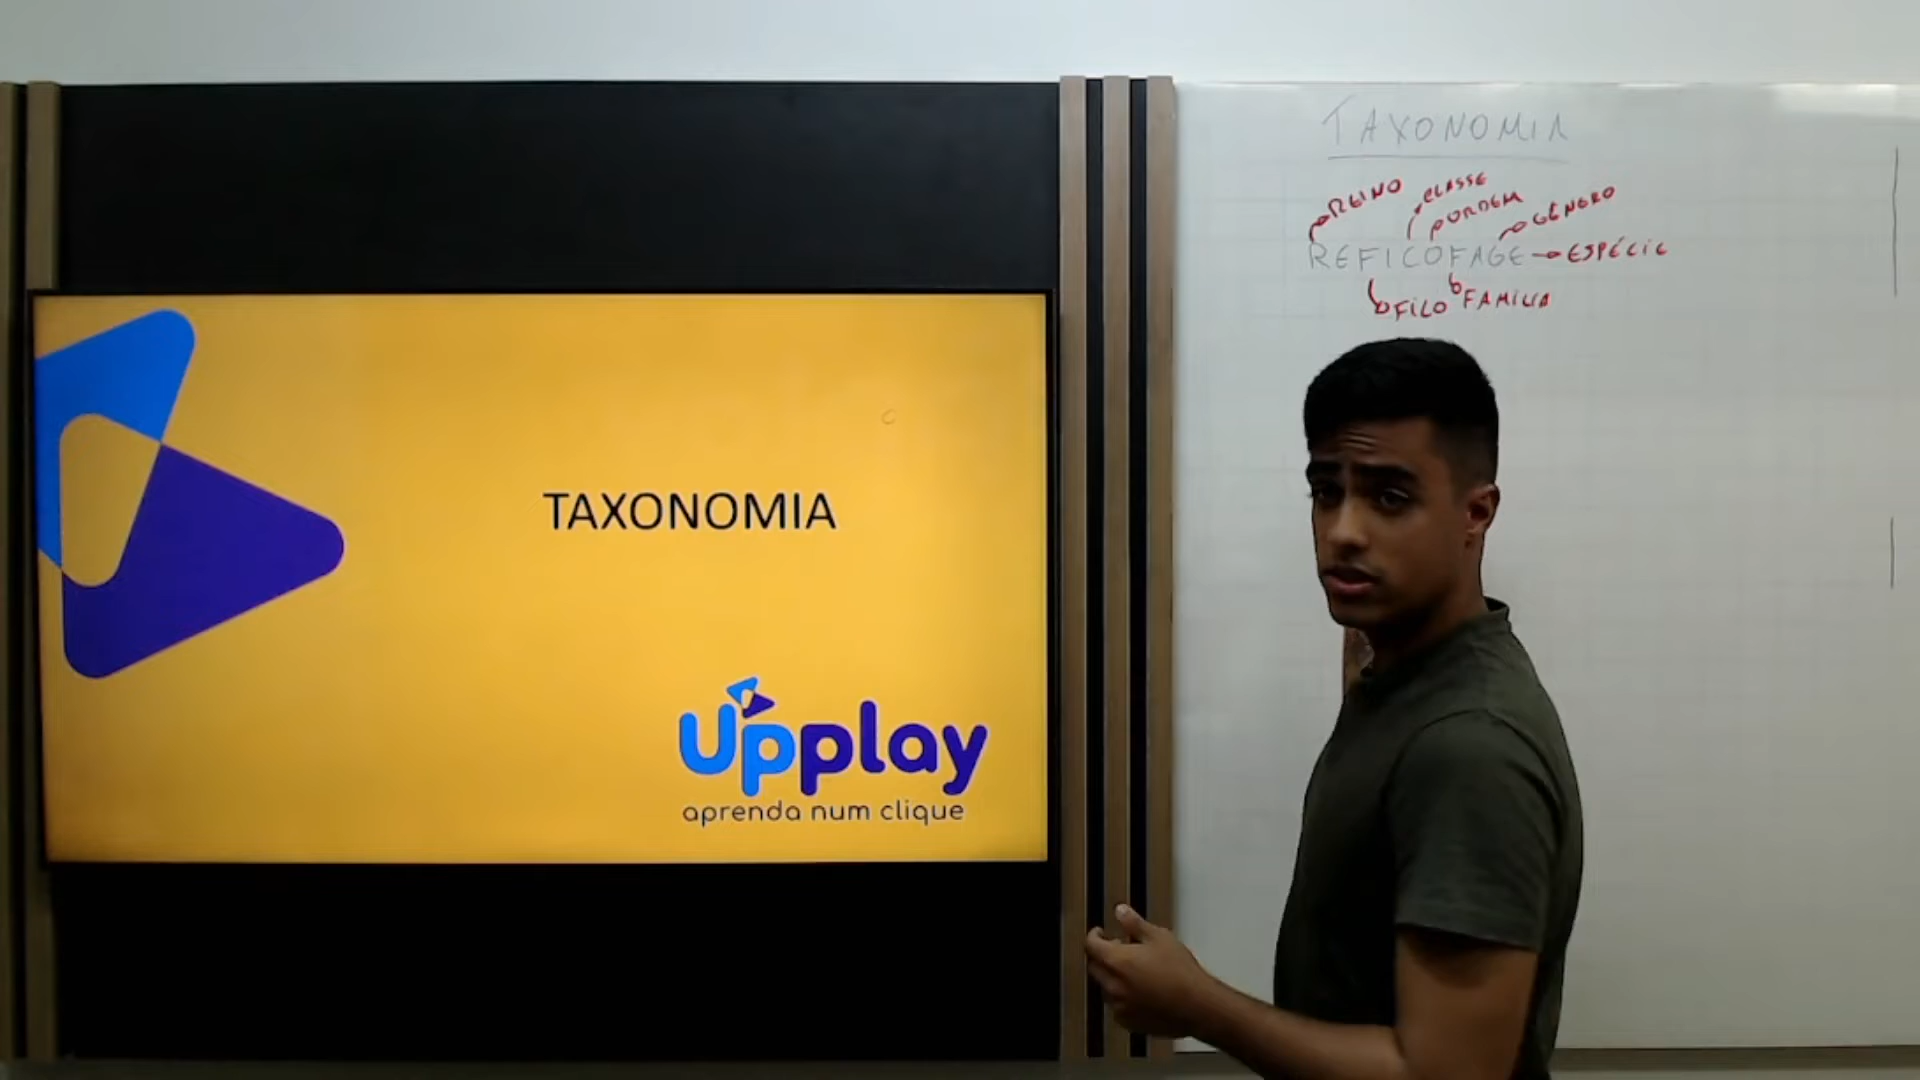 TAXONOMIA
Upplay
aprenda num clique
TAXONOMIA
REINO
CLASSE
ORDEM
GÊNERO
REFICOFAGE
ESPÉCIE
FILO
FAMILIA